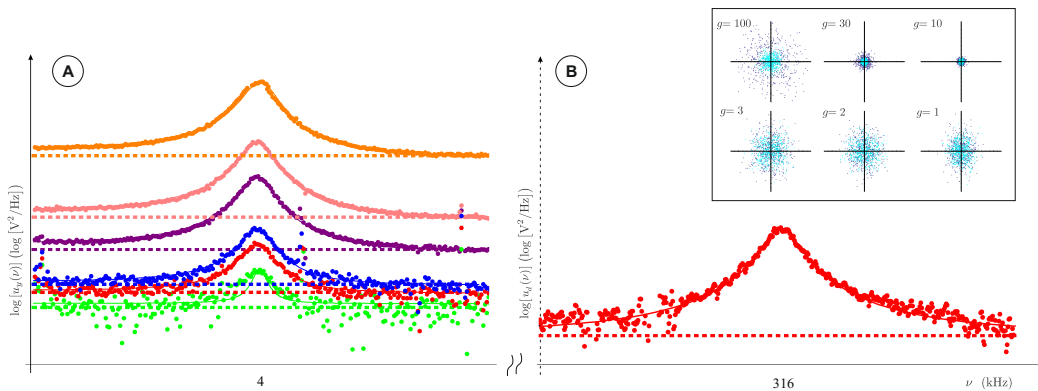 A
log [u_y(ν)] (log [V²/Hz])
4
B
g= 100
g= 30
g= 10
g= 3
g= 2
g= 1
log[u_y(ν)] (log [V²/Hz])
316
ν (kHz)